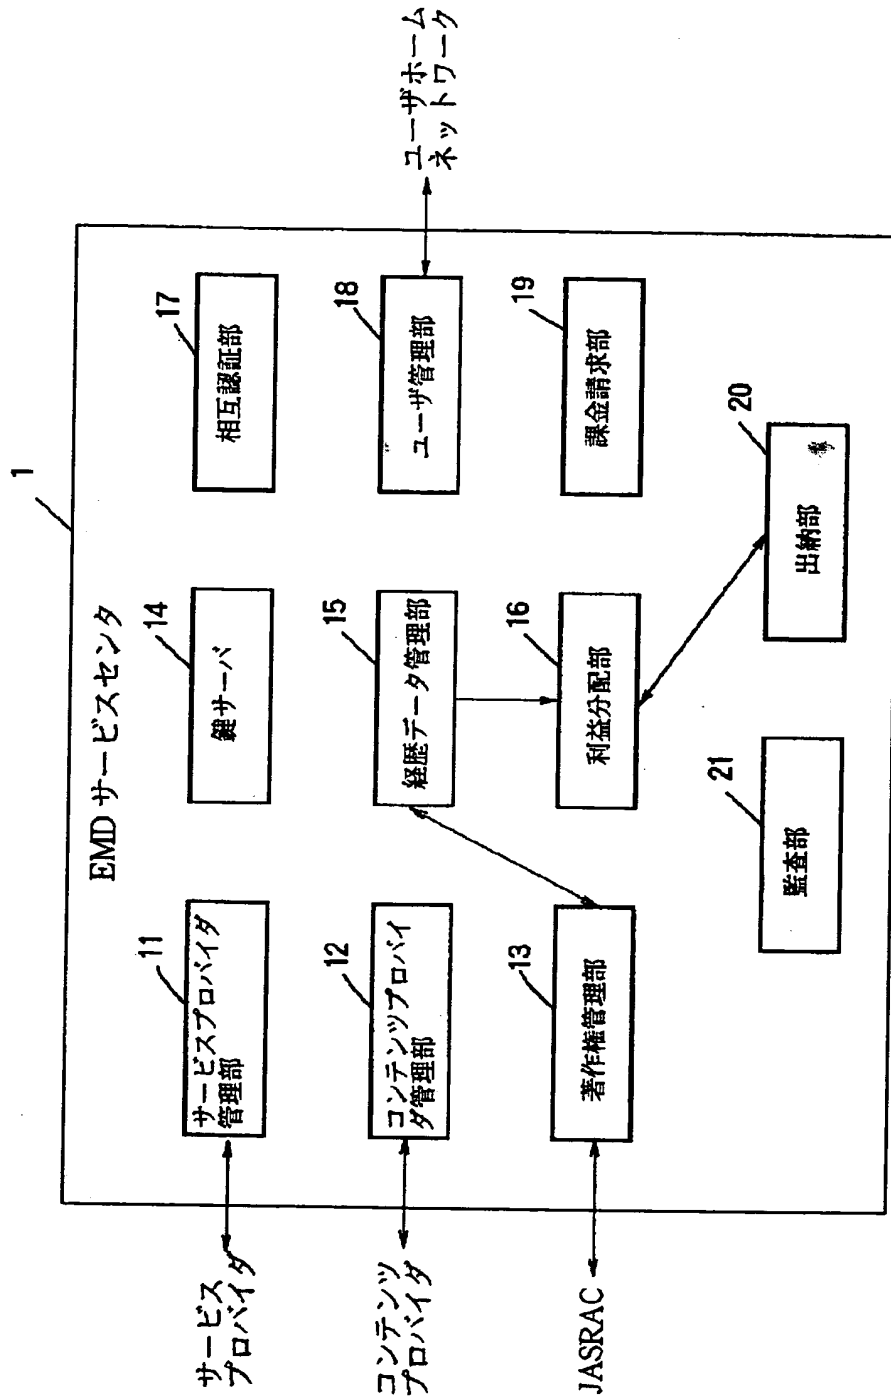 1
EMD サービスセンタ
サービス
プロバイダ
11
サービスプロバイダ
管理部
14
鍵サーバ
17
相互認証部
コンテンツ
プロバイダ
12
コンテンツプロバイ
ダ管理部
15
経歴データ管理部
18
ユーザ管理部
ユーザホーム
ネットワーク
JASRAC
13
著作権管理部
16
利益分配部
19
課金請求部
21
監査部
20
出納部